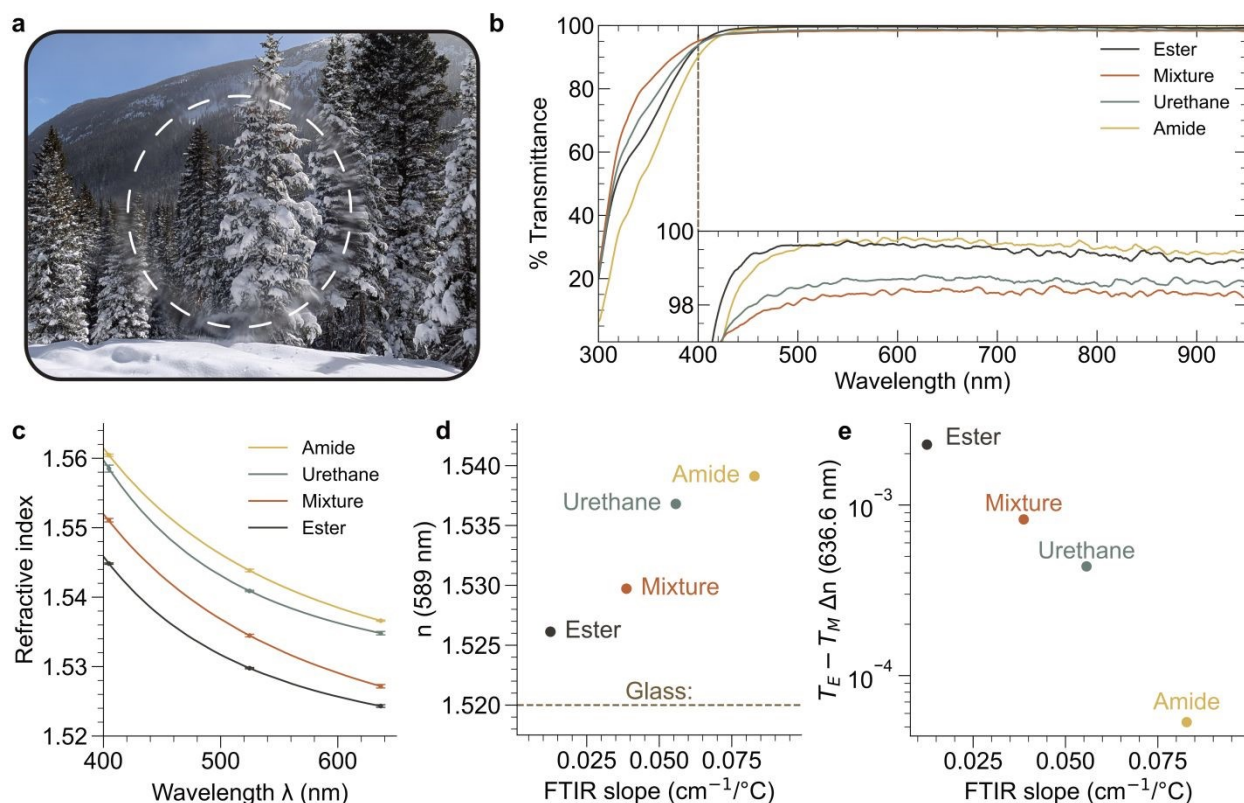 a
b
100
80
60
40
20
% Transmittance
Ester
Mixture
Urethane
Amide
100
98
300
400
500
600
700
800
900
Wavelength (nm)
c
1.56
1.55
1.54
1.53
1.52
Refractive index
Amide
Urethane
Mixture
Ester
400
500
600
Wavelength λ (nm)
d
1.540
1.535
1.530
1.525
1.520
n (589 nm)
Amide
Urethane
Mixture
Ester
Glass:
0.025
0.050
0.075
FTIR slope (cm⁻¹/°C)
e
10⁻³
10⁻⁴
T_E − T_M Δn (636.6 nm)
Ester
Mixture
Urethane
Amide
0.025
0.050
0.075
FTIR slope (cm⁻¹/°C)